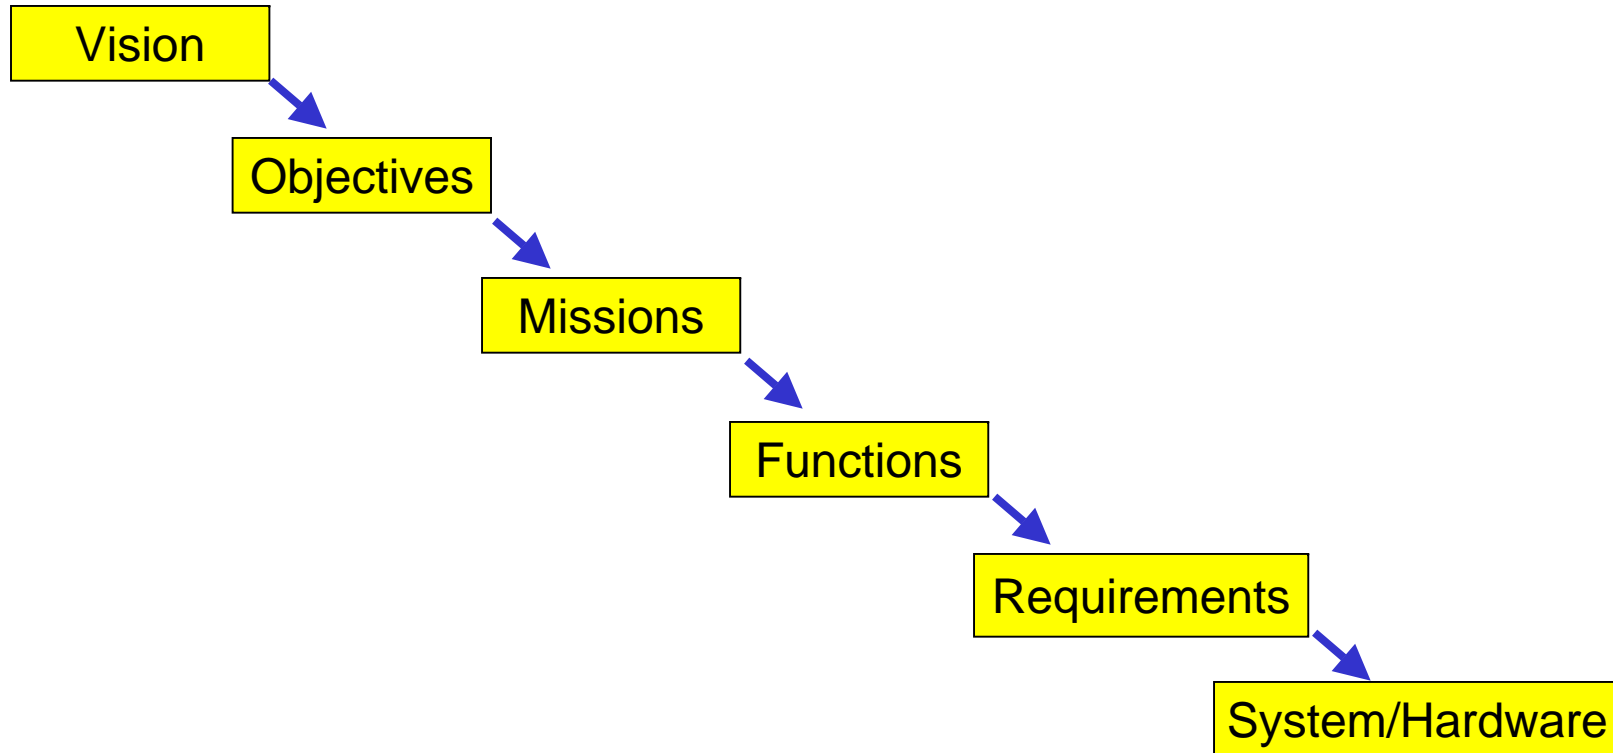 Vision
Objectives
Missions
Functions
Requirements
System/Hardware